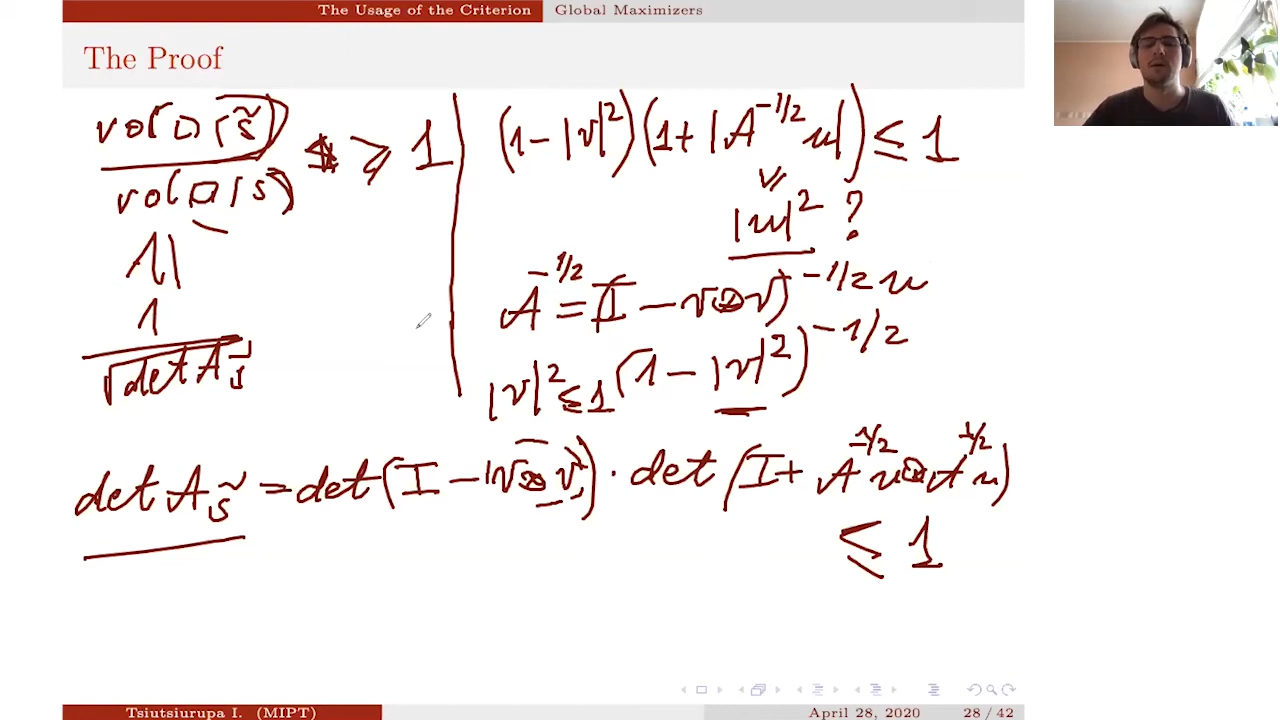 The Usage of the Criterion Global Maximizers
The Proof
vol □(s̃)
vol □(s)
≥ 1
1
√det A_s̃
(1 - |v|²)(1 + |A^{-1/2} u|) ≤ 1
|u|² ?
A^{-1/2} = I - v⊗v)^{-1/2} u
|v|² ≤ 1 (1 - |v|²)^{-1/2}
det A_s̃ = det(I - v⊗v) · det(I + A^{-1/2} u ⊗ A^{-1/2} u)
≤ 1
Tsiutsiurupa I. (MIPT) April 28, 2020 28 / 42